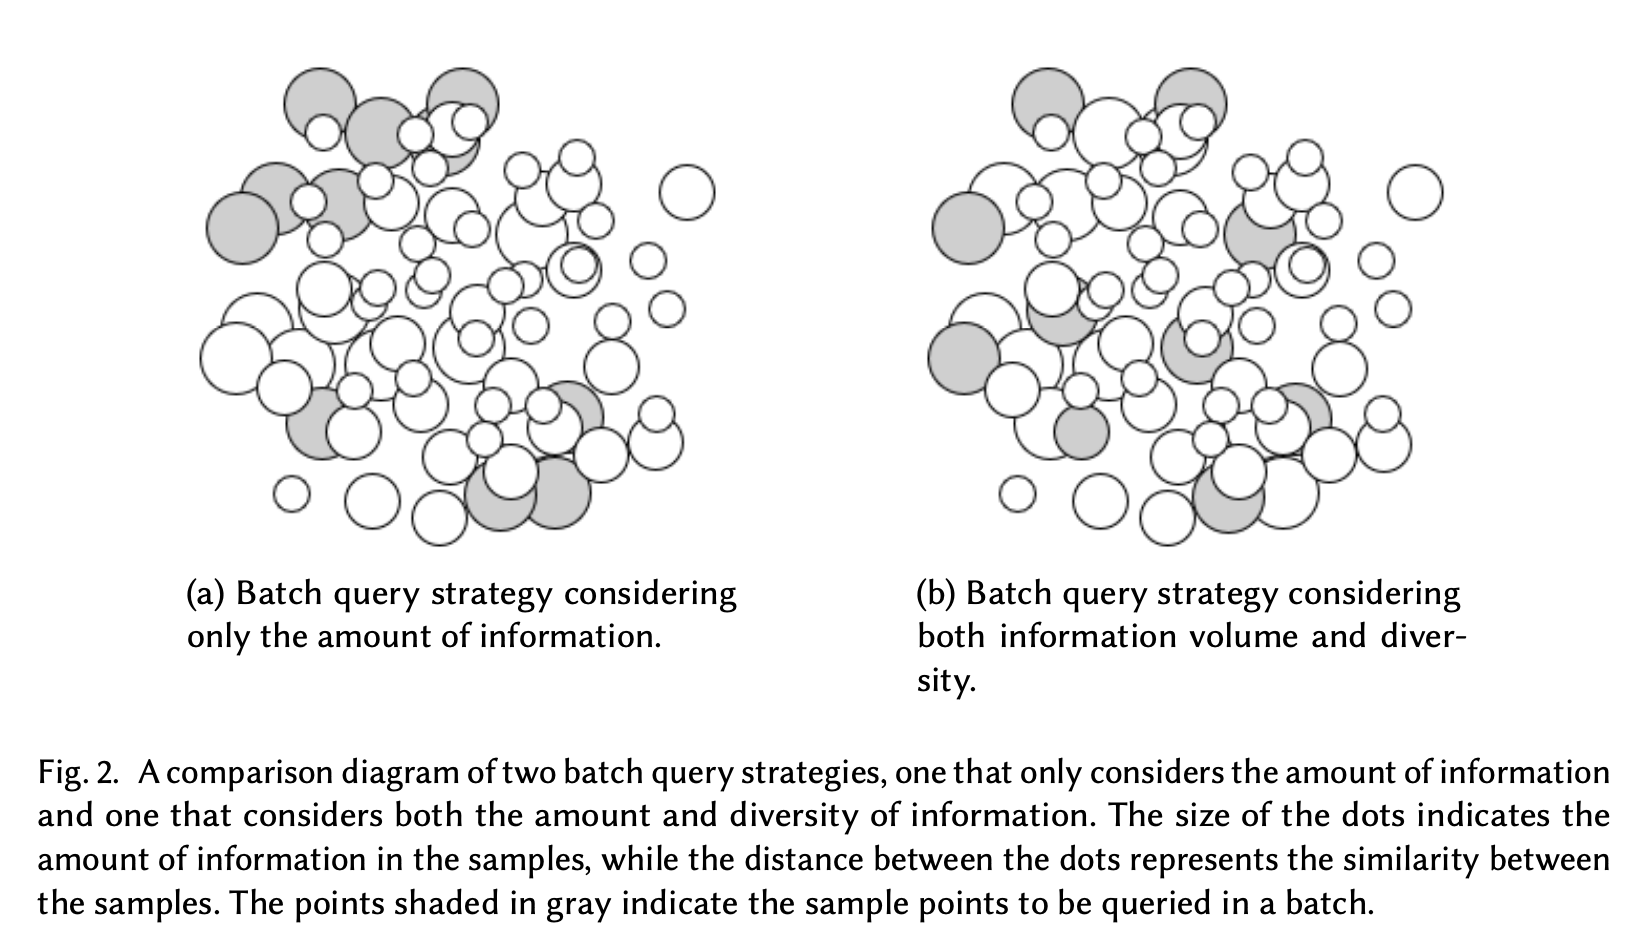 (a) Batch query strategy considering
only the amount of information.
(b) Batch query strategy considering
both information volume and diver-
sity.
Fig. 2. A comparison diagram of two batch query strategies, one that only considers the amount of information
and one that considers both the amount and diversity of information. The size of the dots indicates the
amount of information in the samples, while the distance between the dots represents the similarity between
the samples. The points shaded in gray indicate the sample points to be queried in a batch.